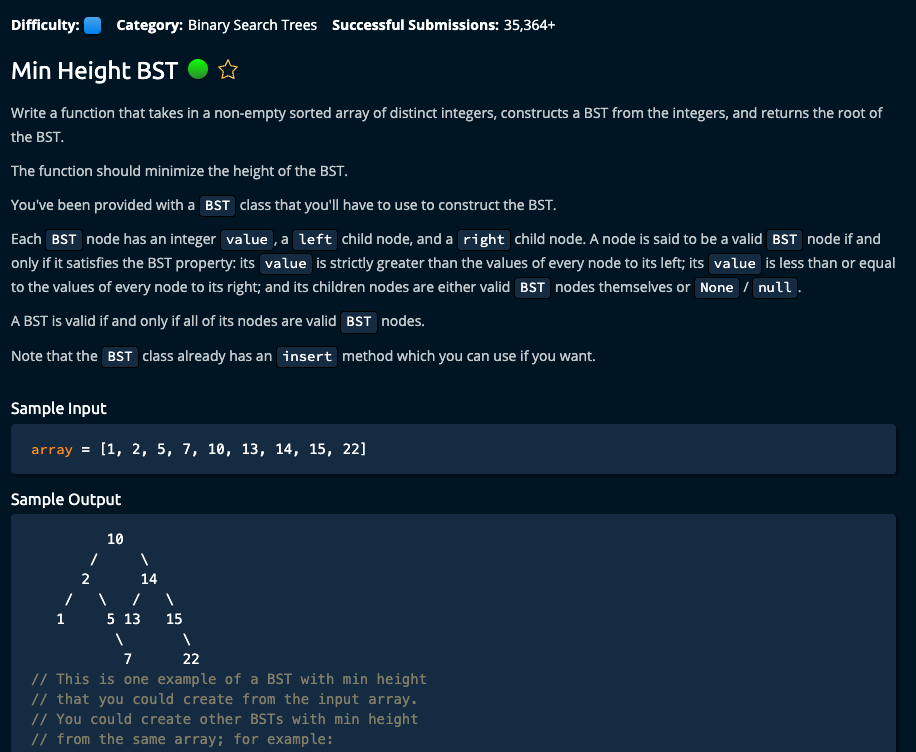 Difficulty: Category: Binary Search Trees Successful Submissions: 35,364+
Min Height BST
Write a function that takes in a non-empty sorted array of distinct integers, constructs a BST from the integers, and returns the root of
the BST.
The function should minimize the height of the BST.
You've been provided with a BST class that you'll have to use to construct the BST.
Each BST node has an integer value, a left child node, and a right child node. A node is said to be a valid BST node if and
only if it satisfies the BST property: its value is strictly greater than the values of every node to its left; its value is less than or equal
to the values of every node to its right; and its children nodes are either valid BST nodes themselves or None / null.
A BST is valid if and only if all of its nodes are valid BST nodes.
Note that the BST class already has an insert method which you can use if you want.
Sample Input
array = [1, 2, 5, 7, 10, 13, 14, 15, 22]
Sample Output
10
/ \
2 14
/ \ / \
1 5 13 15
\ \
7 22
// This is one example of a BST with min height
// that you could create from the input array.
// You could create other BSTs with min height
// from the same array; for example: